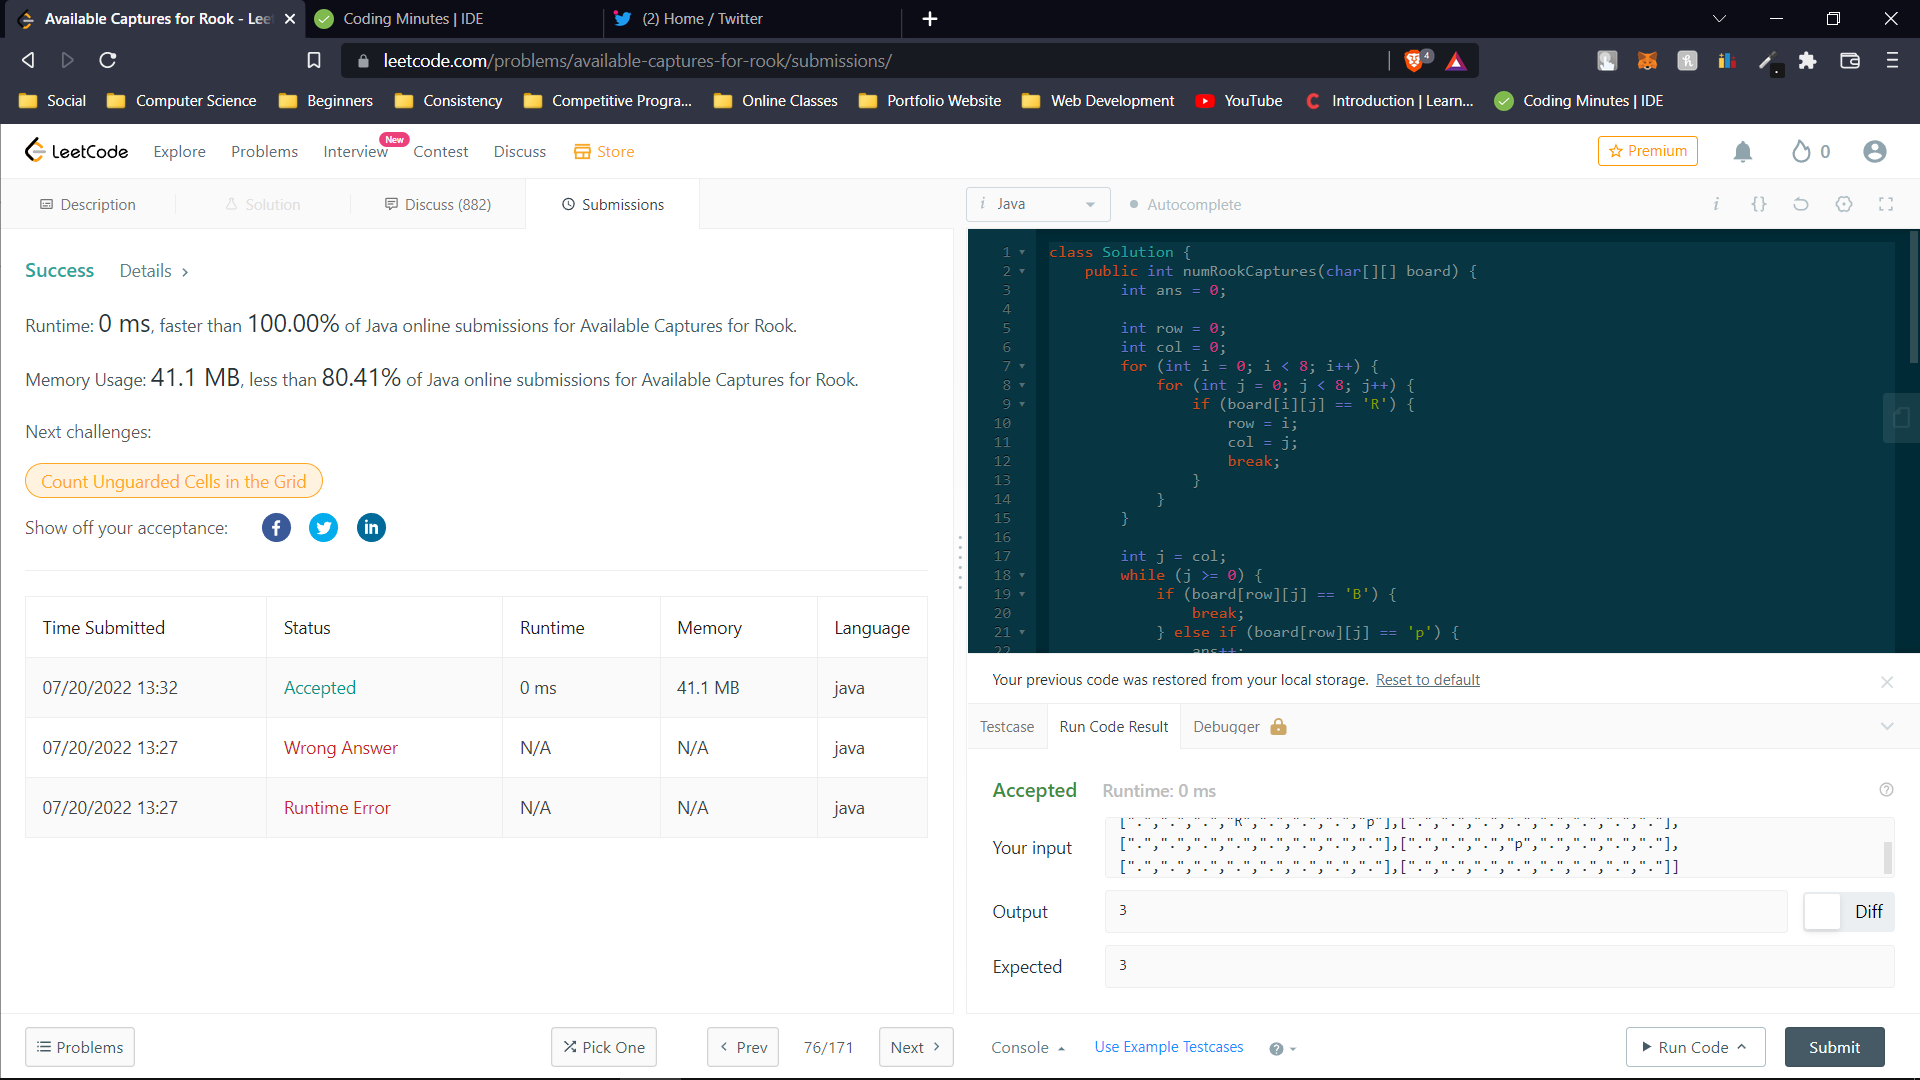 Available Captures for Rook - Lee
Coding Minutes | IDE
(2) Home / Twitter
leetcode.com/problems/available-captures-for-rook/submissions/
4
Social
Computer Science
Beginners
Consistency
Competitive Progra...
Online Classes
Portfolio Website
Web Development
YouTube
Introduction | Learn...
Coding Minutes | IDE
LeetCode
Explore
Problems
Interview
New
Contest
Discuss
Store
Premium
0
Description
Solution
Discuss (882)
Submissions
i Java
Autocomplete
Success
Details >
Runtime: 0 ms, faster than 100.00% of Java online submissions for Available Captures for Rook.
Memory Usage: 41.1 MB, less than 80.41% of Java online submissions for Available Captures for Rook.
Next challenges:
Count Unguarded Cells in the Grid
Show off your acceptance:
Time Submitted Status Runtime Memory Language
07/20/2022 13:32 Accepted 0 ms 41.1 MB java
07/20/2022 13:27 Wrong Answer N/A N/A java
07/20/2022 13:27 Runtime Error N/A N/A java
Problems
Pick One
< Prev
76/171
Next >
1 class Solution {
2 public int numRookCaptures(char[][] board) {
3 int ans = 0;
4
5 int row = 0;
6 int col = 0;
7 for (int i = 0; i < 8; i++) {
8 for (int j = 0; j < 8; j++) {
9 if (board[i][j] == 'R') {
10 row = i;
11 col = j;
12 break;
13 }
14 }
15 }
16
17 int j = col;
18 while (j >= 0) {
19 if (board[row][j] == 'B') {
20 break;
21 } else if (board[row][j] == 'p') {
22 ans++;
Your previous code was restored from your local storage. Reset to default
Testcase
Run Code Result
Debugger
Accepted
Runtime: 0 ms
Your input
[".",".",".","R",".",".",".","p"],[".",".",".",".",".",".",".","."],
[".",".",".",".",".",".",".","."],[".",".",".","p",".",".",".","."],
[".",".",".",".",".",".",".","."],[".",".",".",".",".",".",".","."]]
Output
3
Diff
Expected
3
Console
Use Example Testcases
Run Code
Submit